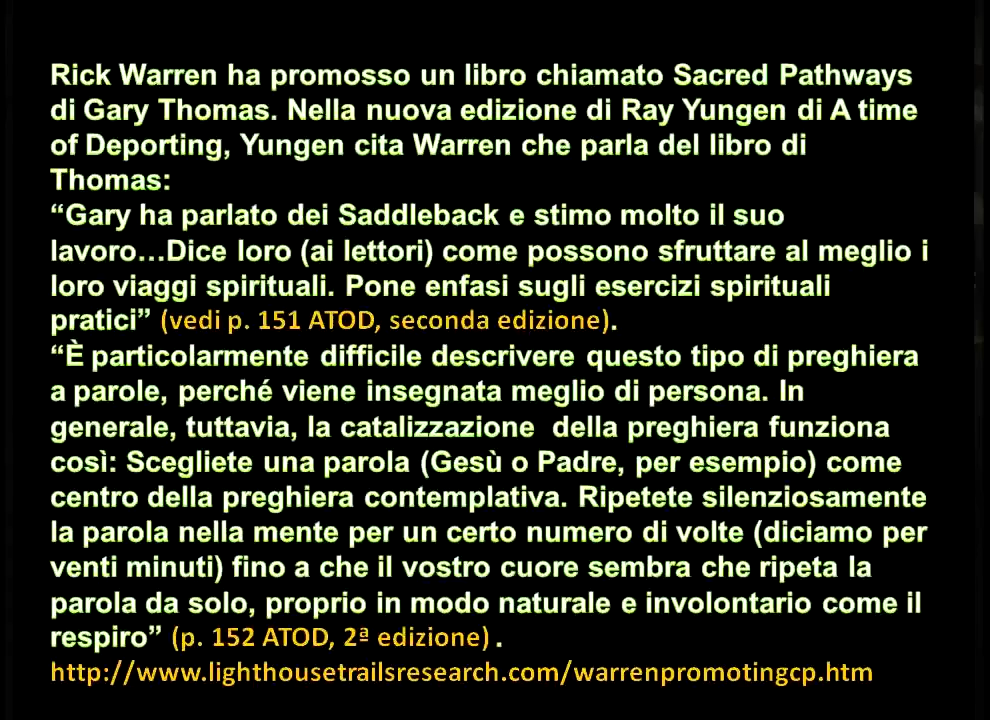 Rick Warren ha promosso un libro chiamato Sacred Pathways
di Gary Thomas. Nella nuova edizione di Ray Yungen di A time
of Deporting, Yungen cita Warren che parla del libro di
Thomas:
“Gary ha parlato dei Saddleback e stimo molto il suo
lavoro…Dice loro (ai lettori) come possono sfruttare al meglio i
loro viaggi spirituali. Pone enfasi sugli esercizi spirituali
pratici” (vedi p. 151 ATOD, seconda edizione).
“È particolarmente difficile descrivere questo tipo di preghiera
a parole, perché viene insegnata meglio di persona. In
generale, tuttavia, la catalizzazione della preghiera funziona
così: Scegliete una parola (Gesù o Padre, per esempio) come
centro della preghiera contemplativa. Ripetete silenziosamente
la parola nella mente per un certo numero di volte (diciamo per
venti minuti) fino a che il vostro cuore sembra che ripeta la
parola da solo, proprio in modo naturale e involontario come il
respiro” (p. 152 ATOD, 2ª edizione) .
http://www.lighthousetrailsresearch.com/warrenpromotingcp.htm